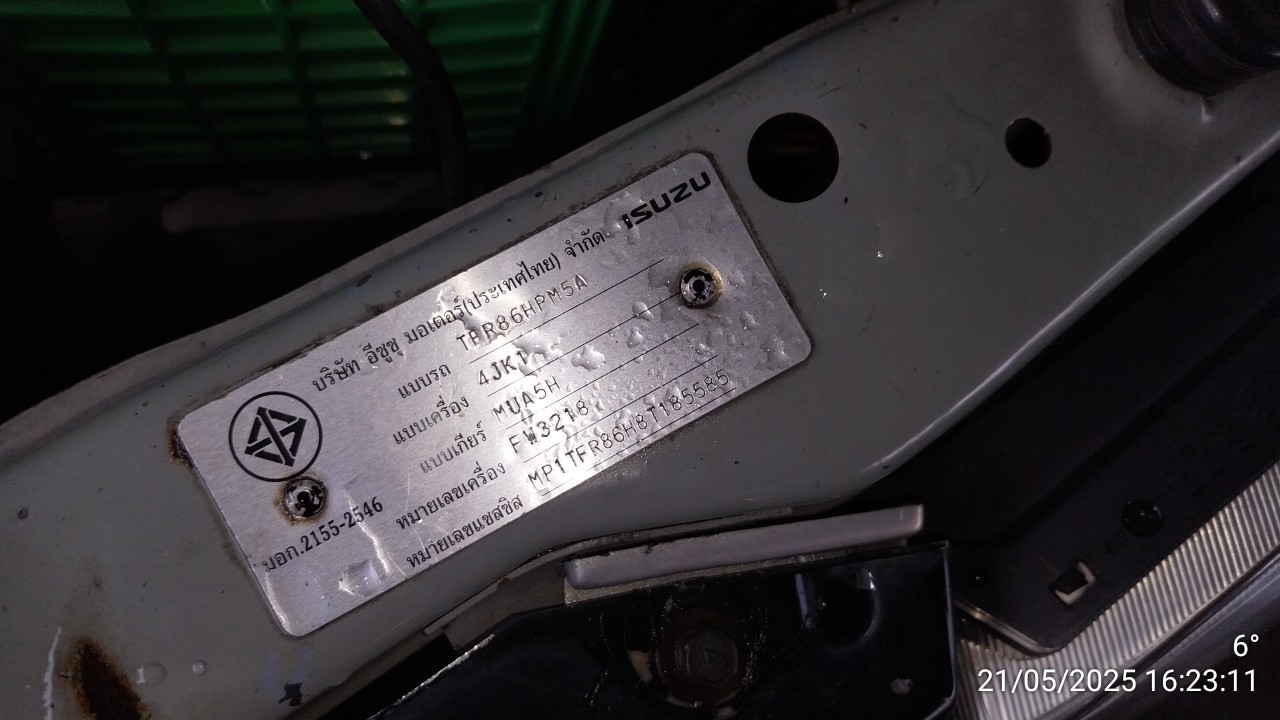 ISUZU
บริษัท อีซูซุ มอเตอร์(ประเทศไทย) จำกัด
แบบรถ TFR86HPM5A
แบบเครื่อง 4JK1
แบบเกียร์ MUA5H
หมายเลขเครื่อง FW3218
หมายเลขแชสซีส MP1TFR86H8T185585
มอก.2155-2546
6°
21/05/2025 16:23:11